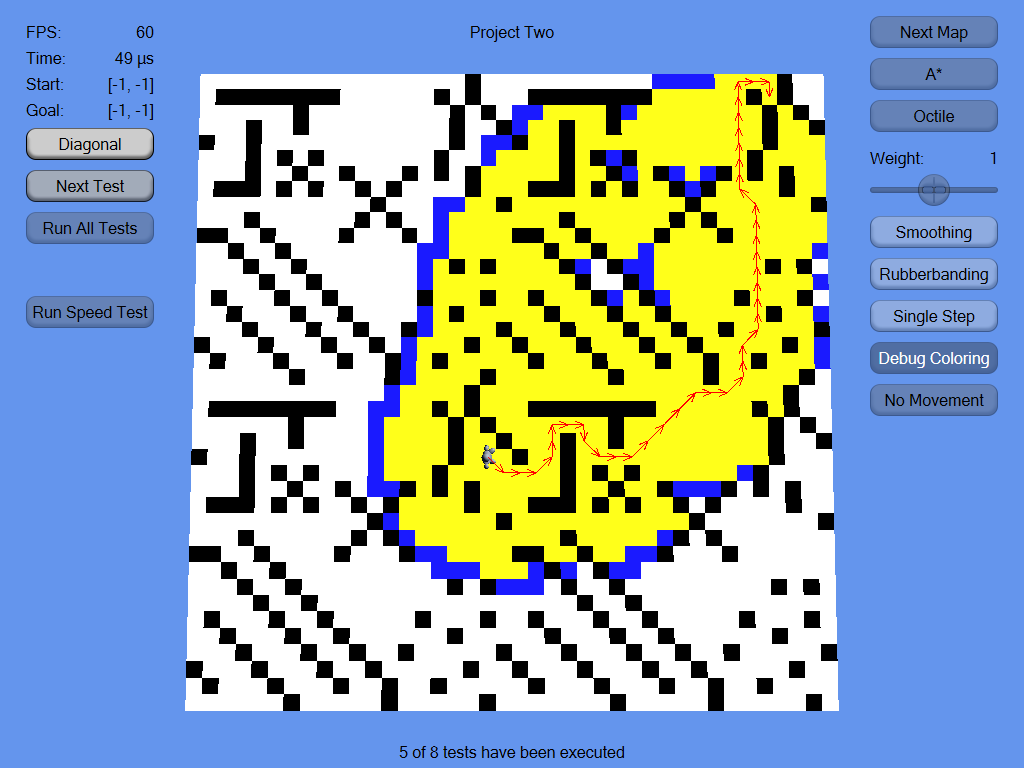 FPS: 60
Time: 49 µs
Start: [-1, -1]
Goal: [-1, -1]
Diagonal
Next Test
Run All Tests
Run Speed Test
Project Two
Next Map
A*
Octile
Weight: 1
Smoothing
Rubberbanding
Single Step
Debug Coloring
No Movement
5 of 8 tests have been executed